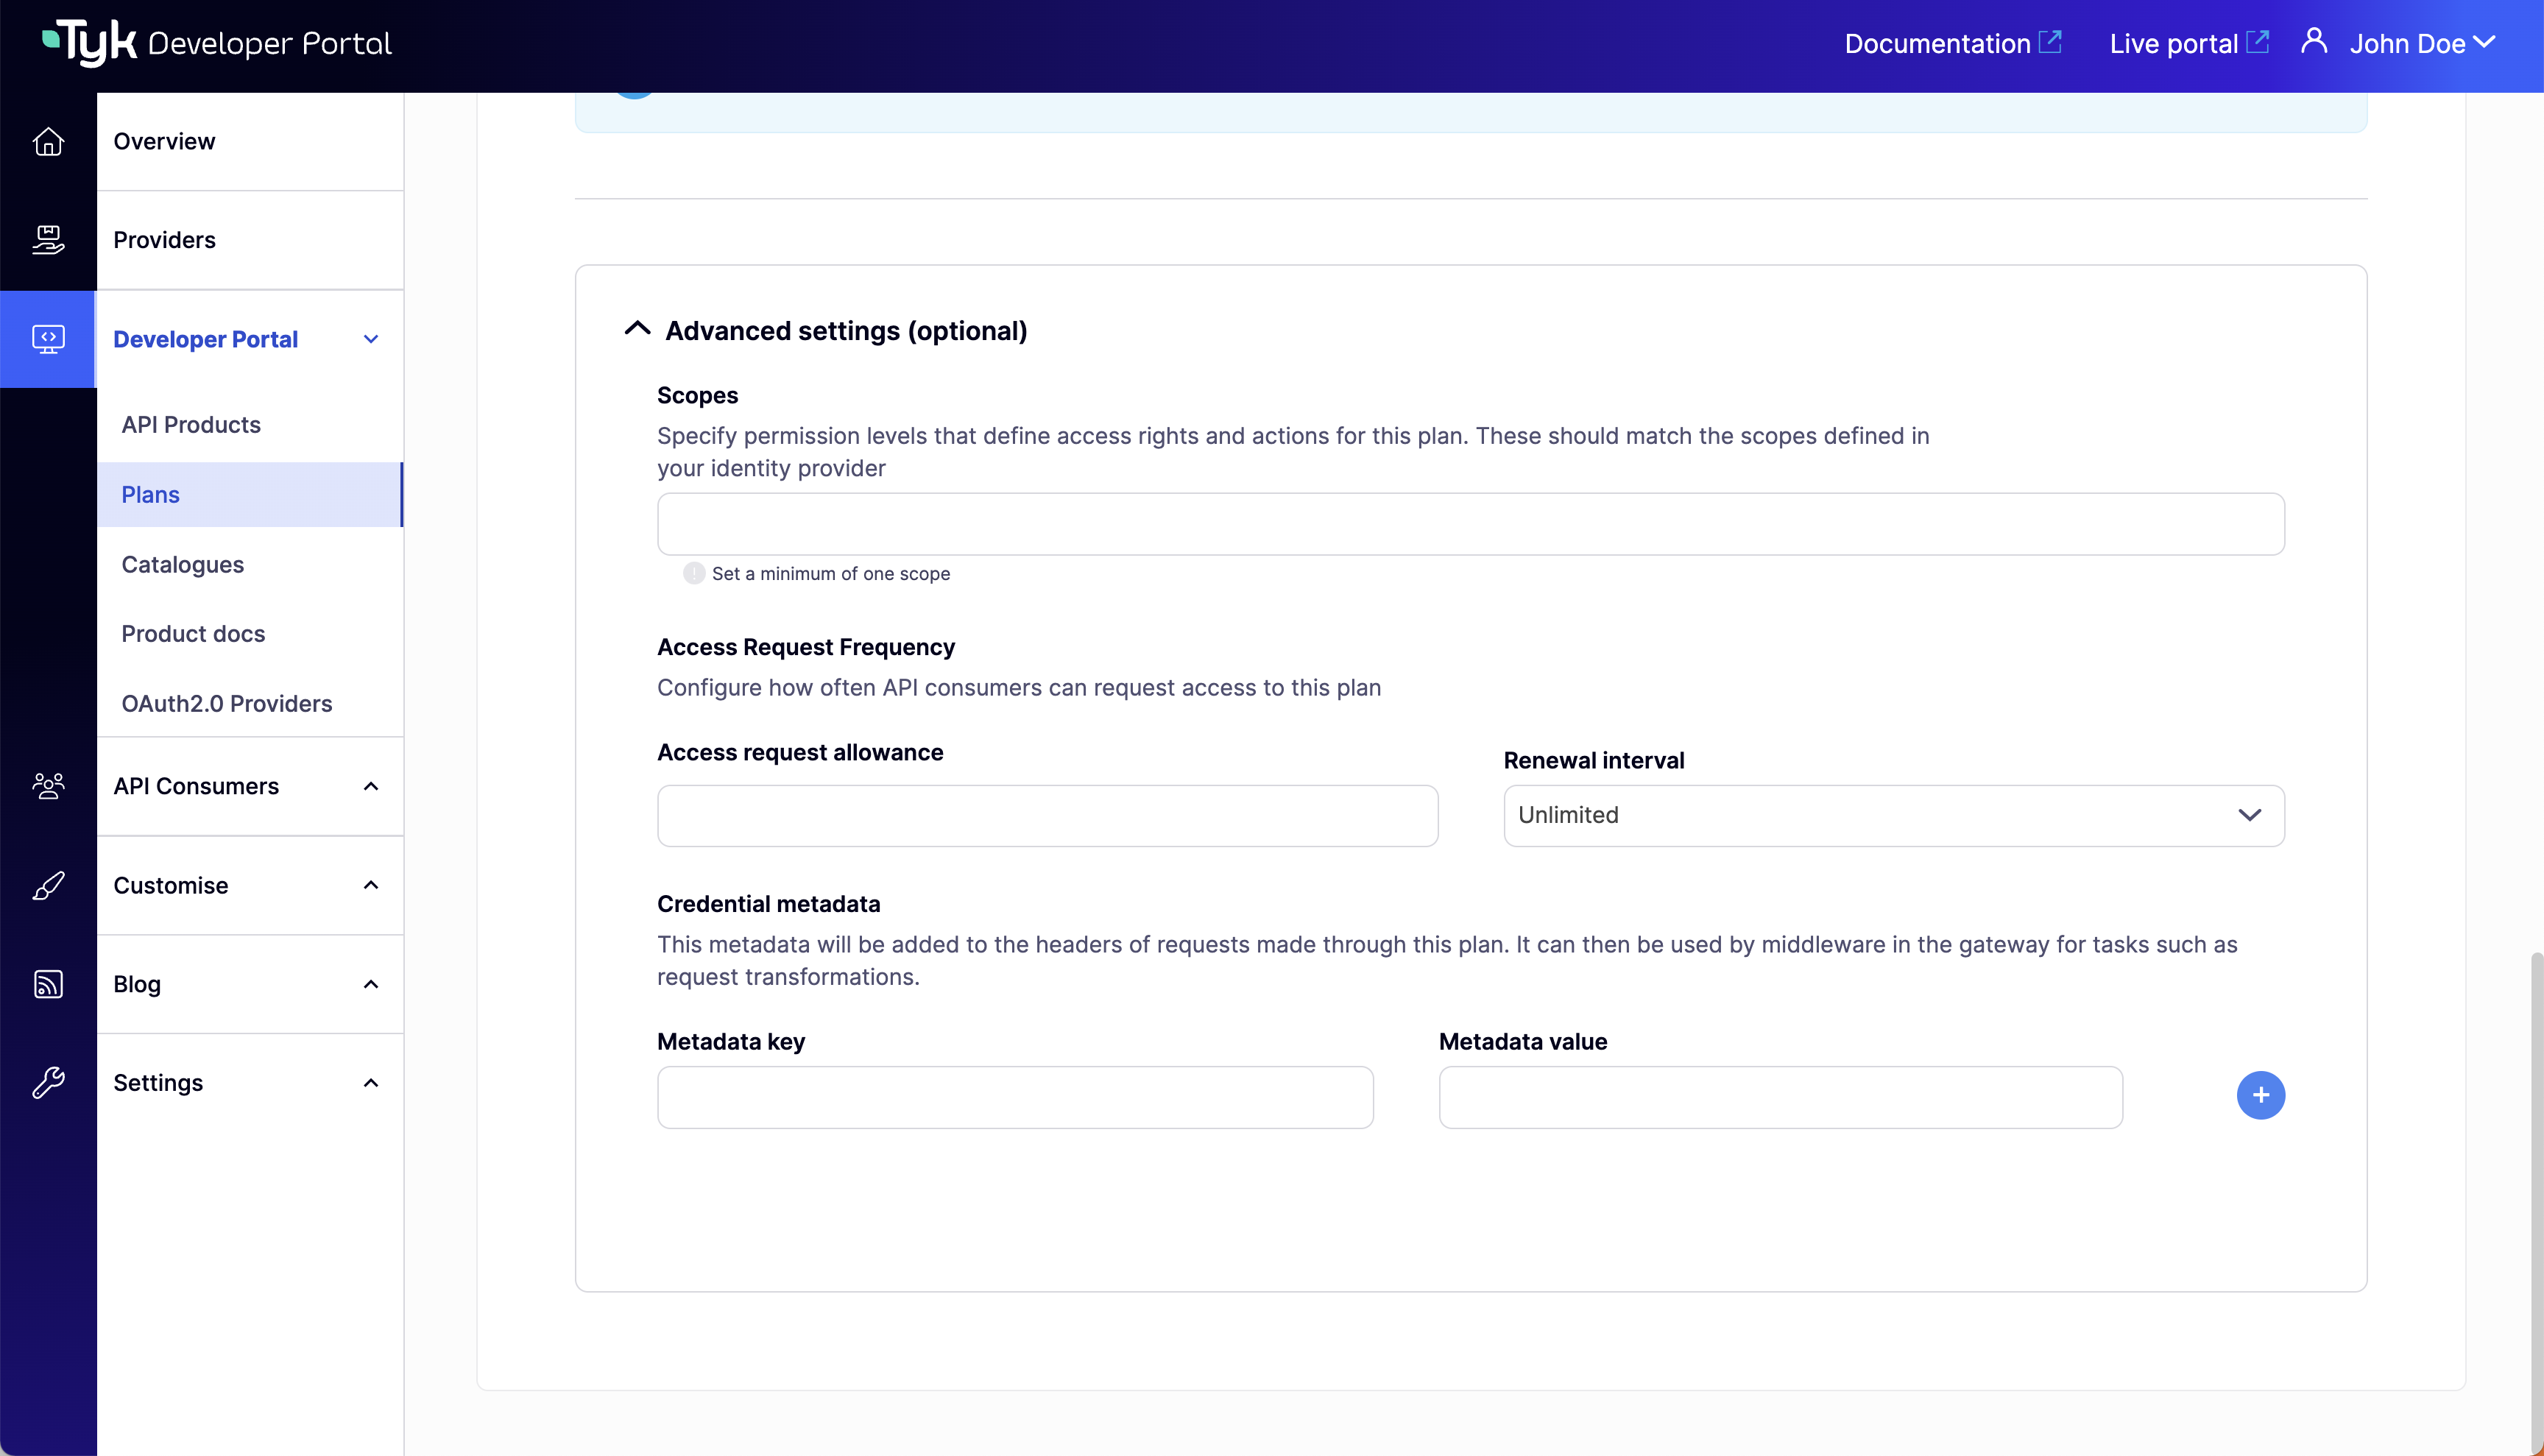 Tyk Developer Portal
Documentation
Live portal
John Doe
Overview
Providers
Developer Portal
API Products
Plans
Catalogues
Product docs
OAuth2.0 Providers
API Consumers
Customise
Blog
Settings
Advanced settings (optional)
Scopes
Specify permission levels that define access rights and actions for this plan. These should match the scopes defined in
your identity provider
Set a minimum of one scope
Access Request Frequency
Configure how often API consumers can request access to this plan
Access request allowance
Renewal interval
Unlimited
Credential metadata
This metadata will be added to the headers of requests made through this plan. It can then be used by middleware in the gateway for tasks such as
request transformations.
Metadata key
Metadata value